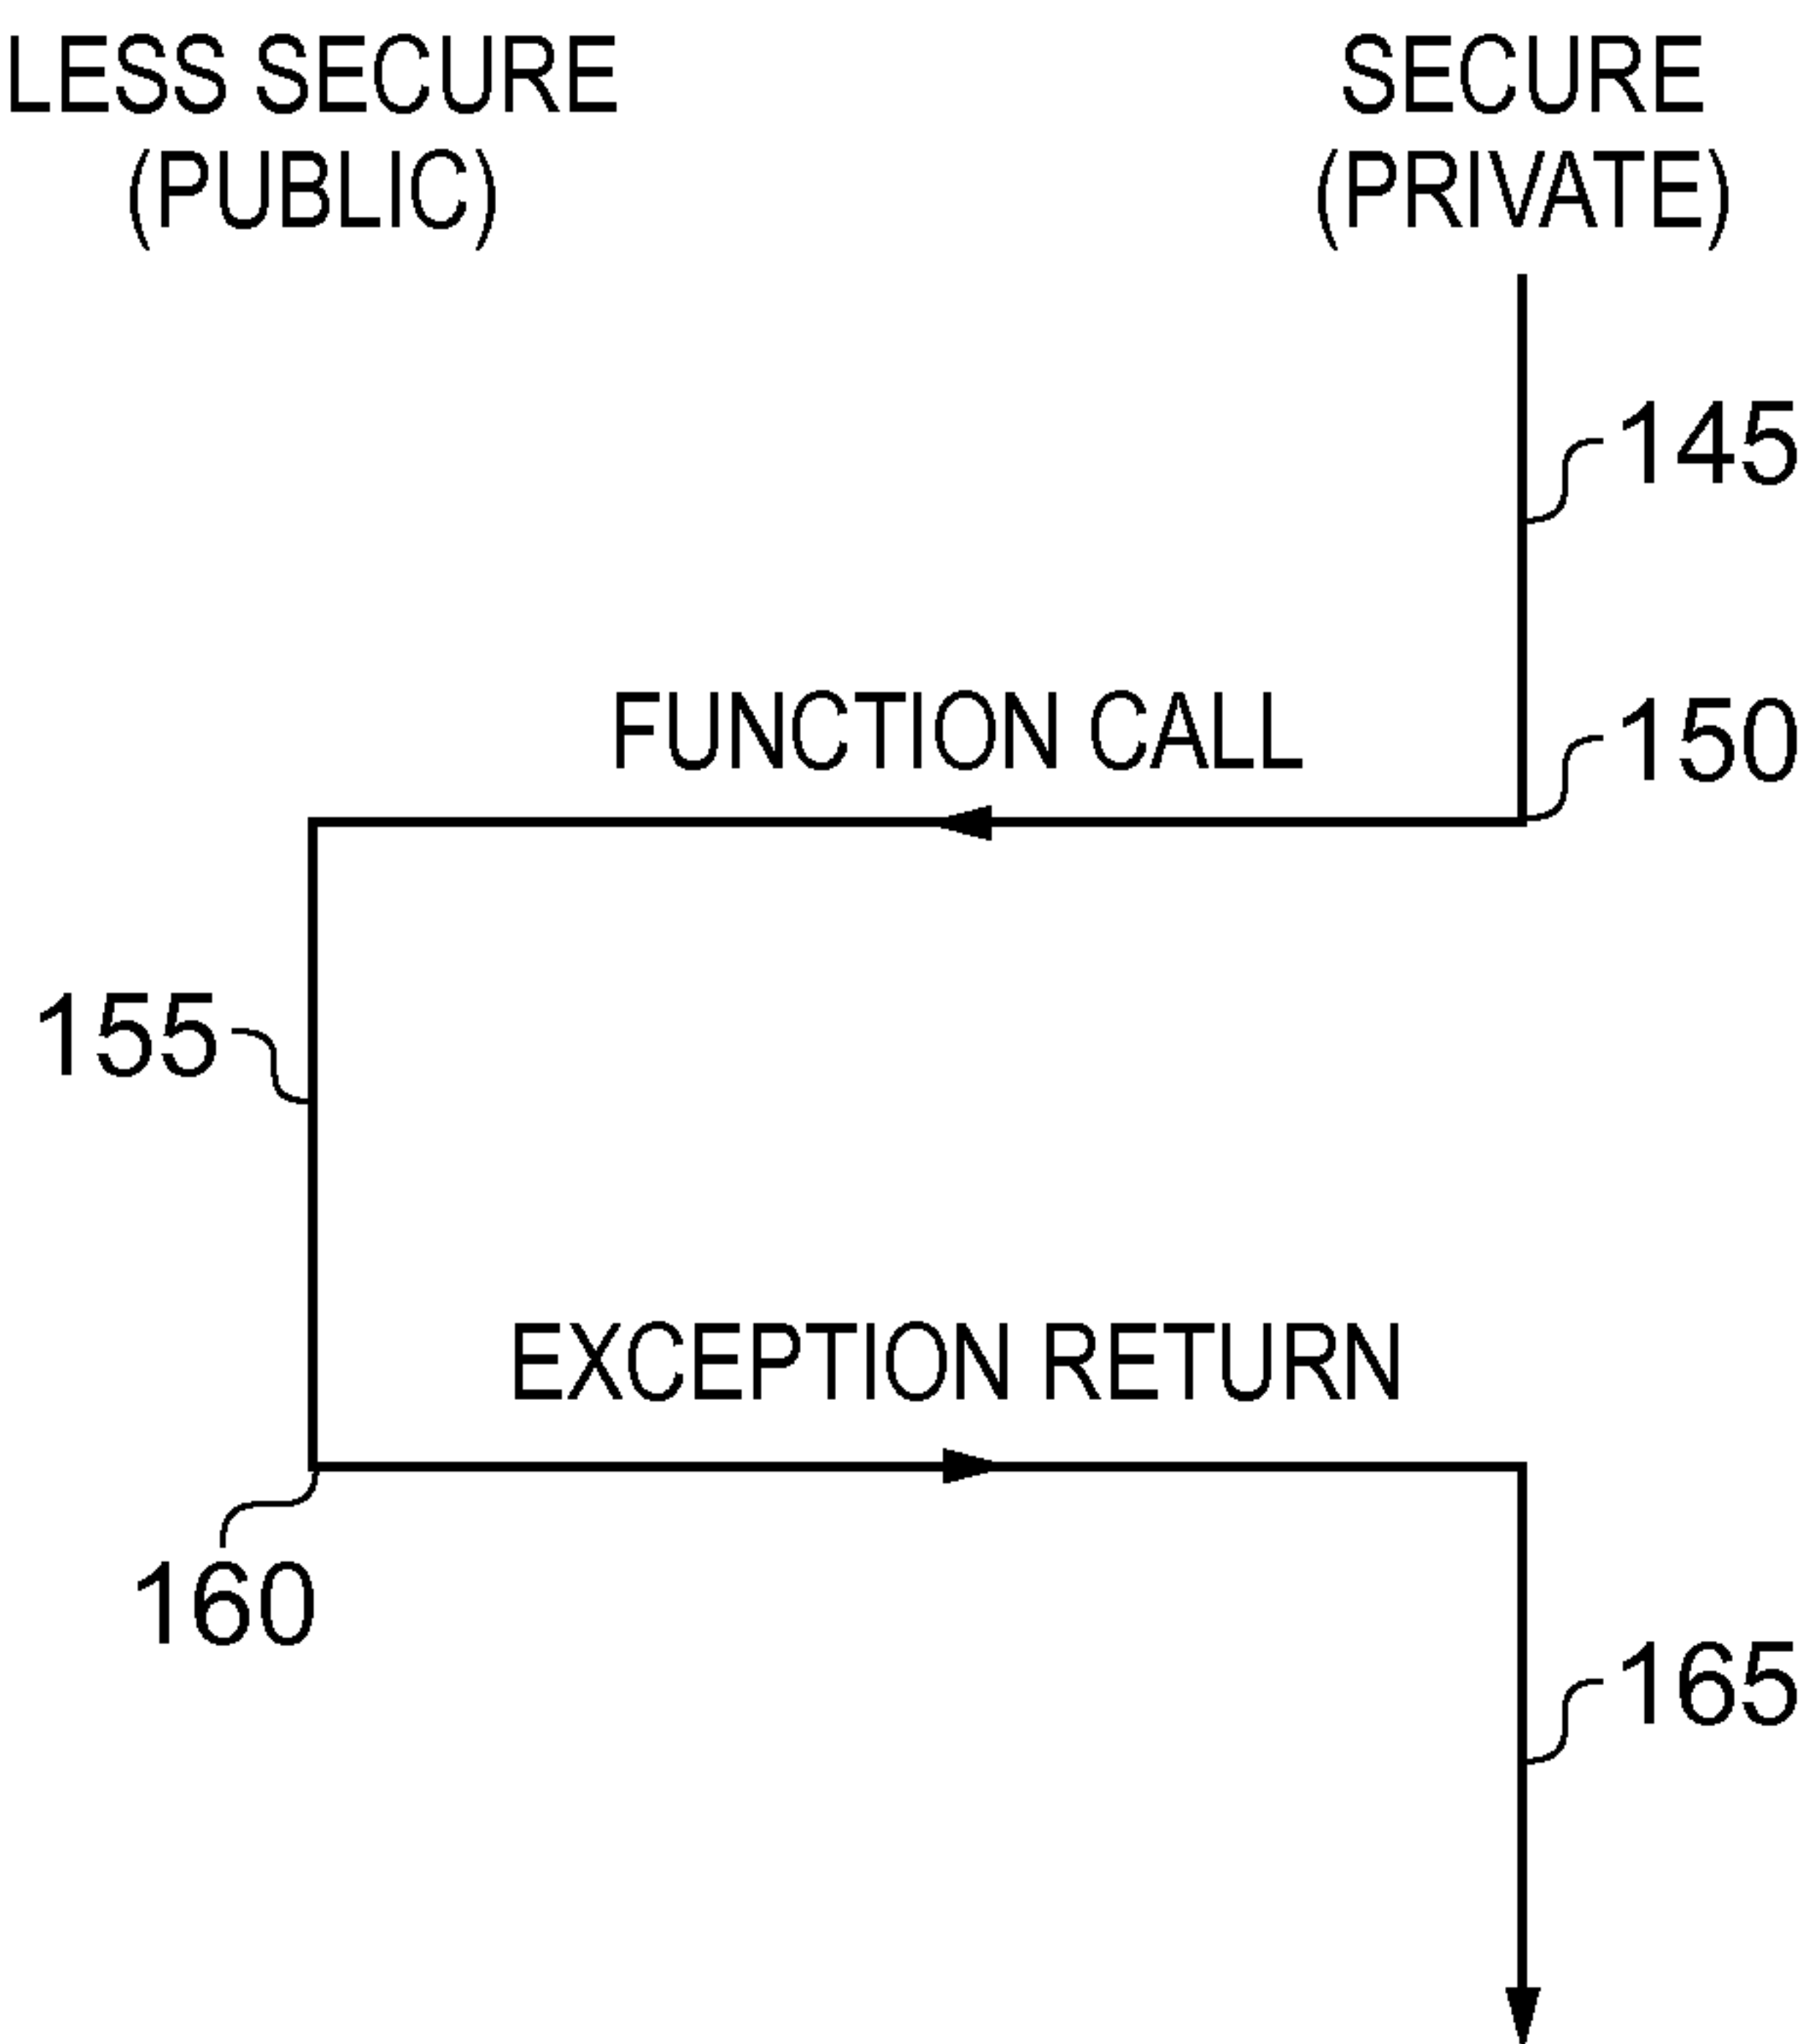 LESS SECURE
(PUBLIC)
SECURE
(PRIVATE)
145
FUNCTION CALL
150
155
EXCEPTION RETURN
160
165